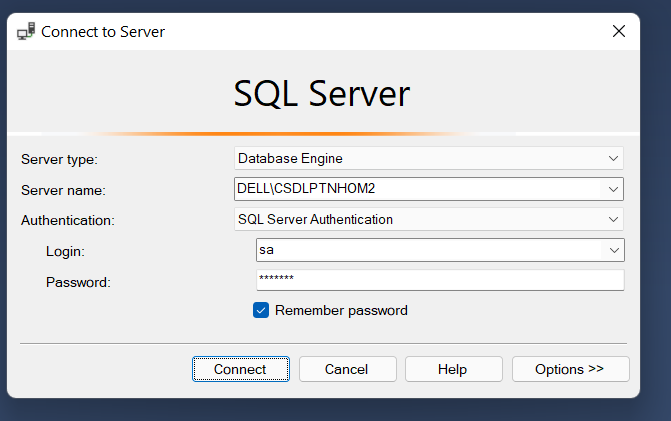 Connect to Server
SQL Server
Server type: Database Engine
Server name: DELL\CSDLPTNHOM2
Authentication: SQL Server Authentication
Login: sa
Password: *******
Remember password
Connect Cancel Help Options >>